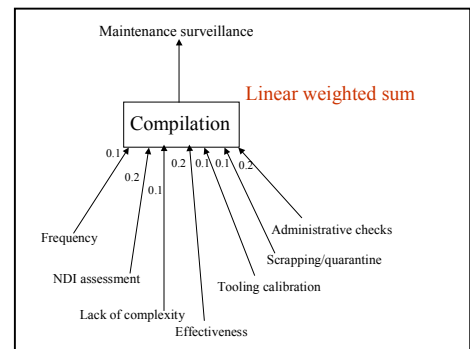 Maintenance surveillance
Linear weighted sum
Compilation
0.1
0.2
0.1
0.2
0.1
0.1
0.2
Administrative checks
Frequency
Scrapping/quarantine
NDI assessment
Tooling calibration
Lack of complexity
Effectiveness